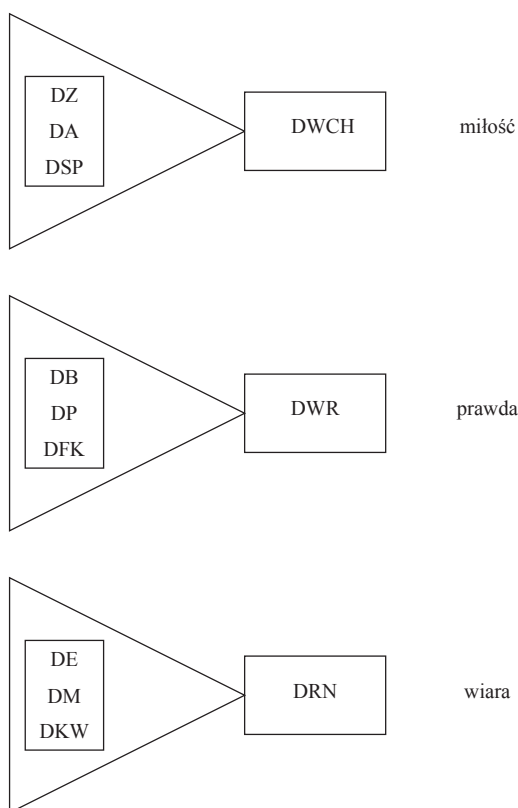 DZ
DA
DSP
DWCH
miłość
DB
DP
DFK
DWR
prawda
DE
DM
DKW
DRN
wiara